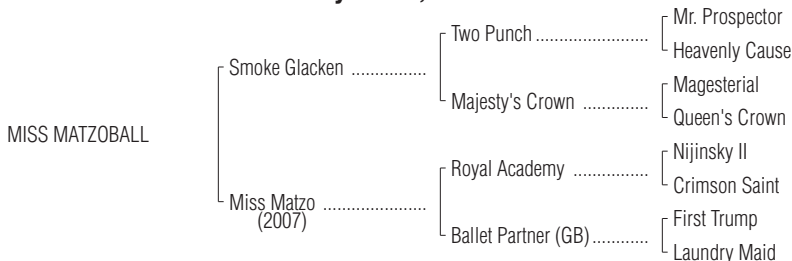 Mr. Prospector
Two Punch ............................
Heavenly Cause
Smoke Glacken ..................
Magesterial
Majesty's Crown ................
Queen's Crown
MISS MATZOBALL
Nijinsky II
Royal Academy ..................
Crimson Saint
Miss Matzo .........................
(2007)
First Trump
Ballet Partner (GB).............
Laundry Maid